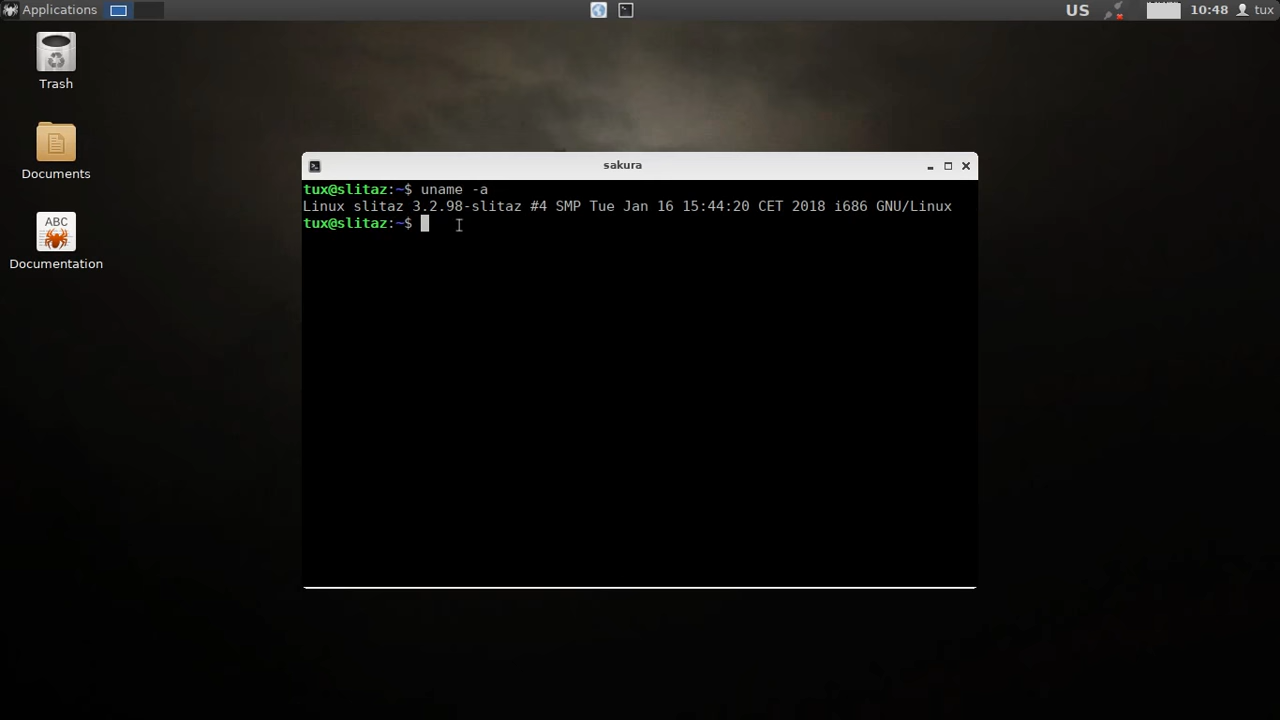 Applications
US
10:48
tux
Trash
Documents
ABC
Documentation
sakura
tux@slitaz:~$ uname -a
Linux slitaz 3.2.98-slitaz #4 SMP Tue Jan 16 15:44:20 CET 2018 i686 GNU/Linux
tux@slitaz:~$